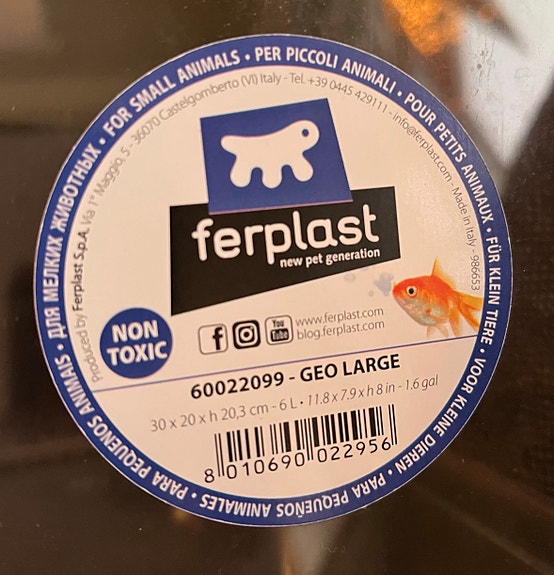 ДЛЯ МЕЛКИХ ЖИВОТНЫХ • FOR SMALL ANIMALS • PER PICCOLI ANIMALI • POUR PETITS ANIMAUX • FÜR KLEIN TIERE • VOOR KLEINE DIEREN • PARA PEQUEÑOS ANIMALES • PARA PEQUENOS ANIMAIS •
Produced by Ferplast S.p.A. Via 1° Maggio, 5 - 36070 Castelgomberto (VI) Italy - Tel. +39 0445 429111 - info@ferplast.com - Made in Italy - 986653
ferplast
new pet generation
NON
TOXIC
f
You
Tube
www.ferplast.com
blog.ferplast.com
60022099 - GEO LARGE
30 x 20 x h 20,3 cm - 6 L • 11.8 x 7.9 x h 8 in - 1.6 gal
8 010690 022956